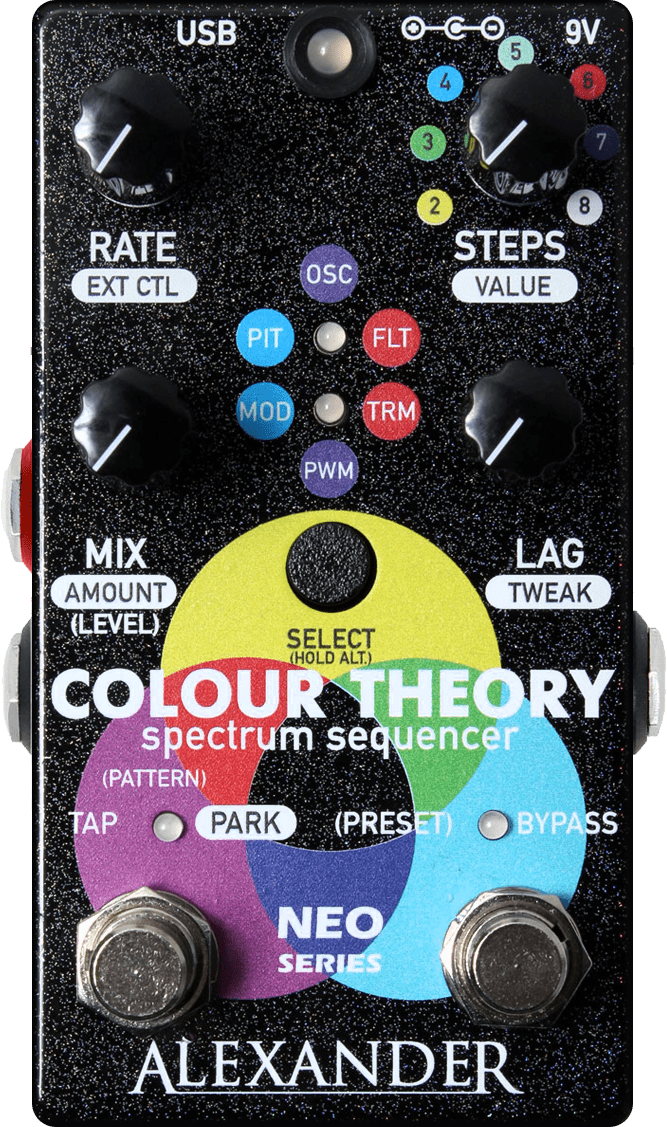 USB 9V
5
4 6
3 7
2 8
RATE STEPS
EXT CTL VALUE
OSC
PIT FLT
MOD TRM
PWM
MIX LAG
AMOUNT TWEAK
(LEVEL)
SELECT
(HOLD ALT.)
COLOUR THEORY
spectrum sequencer
(PATTERN)
TAP PARK (PRESET) BYPASS
NEO
SERIES
ALEXANDER